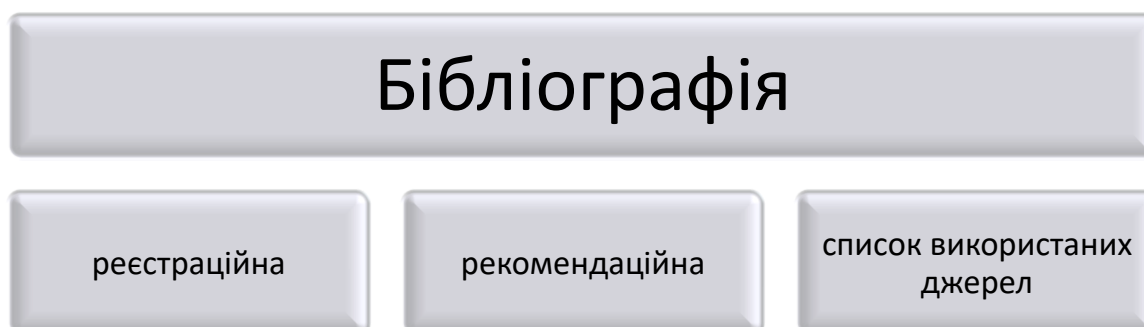 Бібліографія
реєстраційна
рекомендаційна
список використаних
джерел